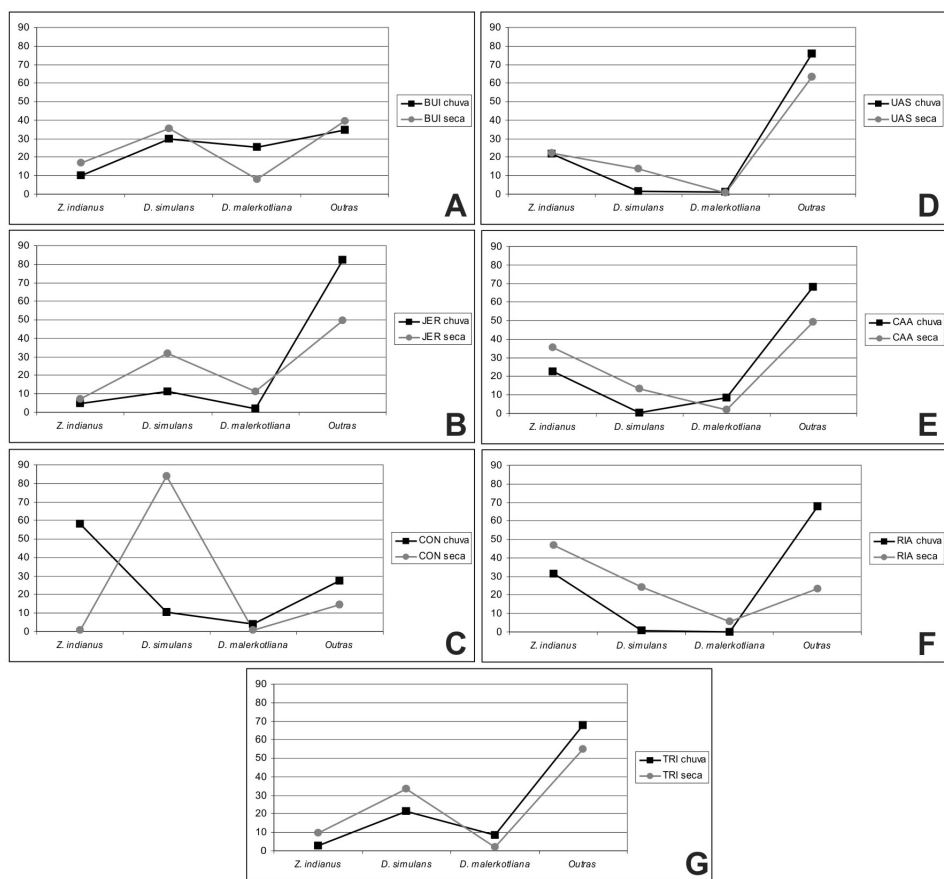 90
80
70
60
50
40
30
20
10
0
Z. indianus D. simulans D. malerkotliana Outras
BUI chuva
BUI seca
A
90
80
70
60
50
40
30
20
10
0
Z. indianus D. simulans D. malerkotliana Outras
JER chuva
JER seca
B
90
80
70
60
50
40
30
20
10
0
Z. indianus D. simulans D. malerkotliana Outras
CON chuva
CON seca
C
90
80
70
60
50
40
30
20
10
0
Z. indianus D. simulans D. malerkotliana Outras
UAS chuva
UAS seca
D
90
80
70
60
50
40
30
20
10
0
Z. indianus D. simulans D. malerkotliana Outras
CAA chuva
CAA seca
E
90
80
70
60
50
40
30
20
10
0
Z. indianus D. simulans D. malerkotliana Outras
RIA chuva
RIA seca
F
90
80
70
60
50
40
30
20
10
0
Z. indianus D. simulans D. malerkotliana Outras
TRI chuva
TRI seca
G